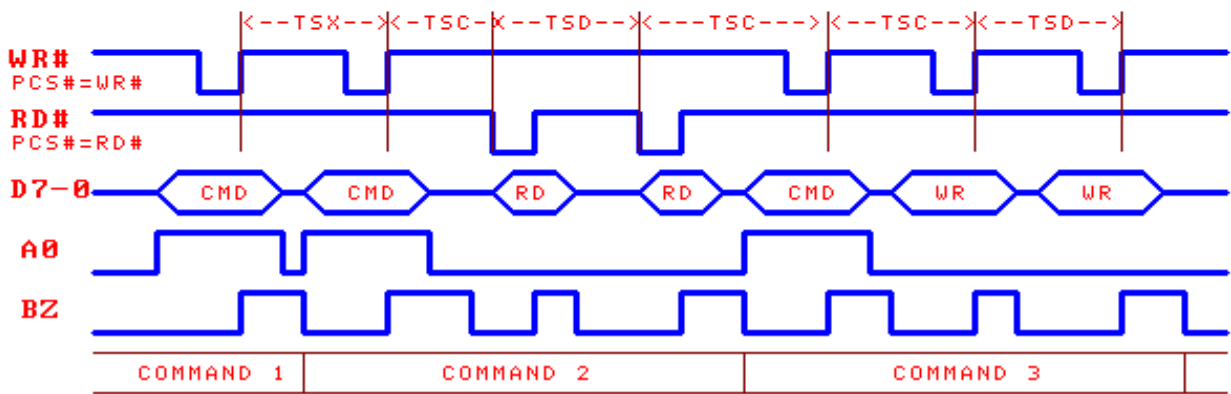 <--TSX--> <-TSC-X--TSD--> <--TSC---> <--TSC--> <--TSD-->
WR#
PCS#=WR#
RD#
PCS#=RD#
D7-0 CMD CMD RD RD CMD WR WR
A0
BZ
COMMAND 1 COMMAND 2 COMMAND 3